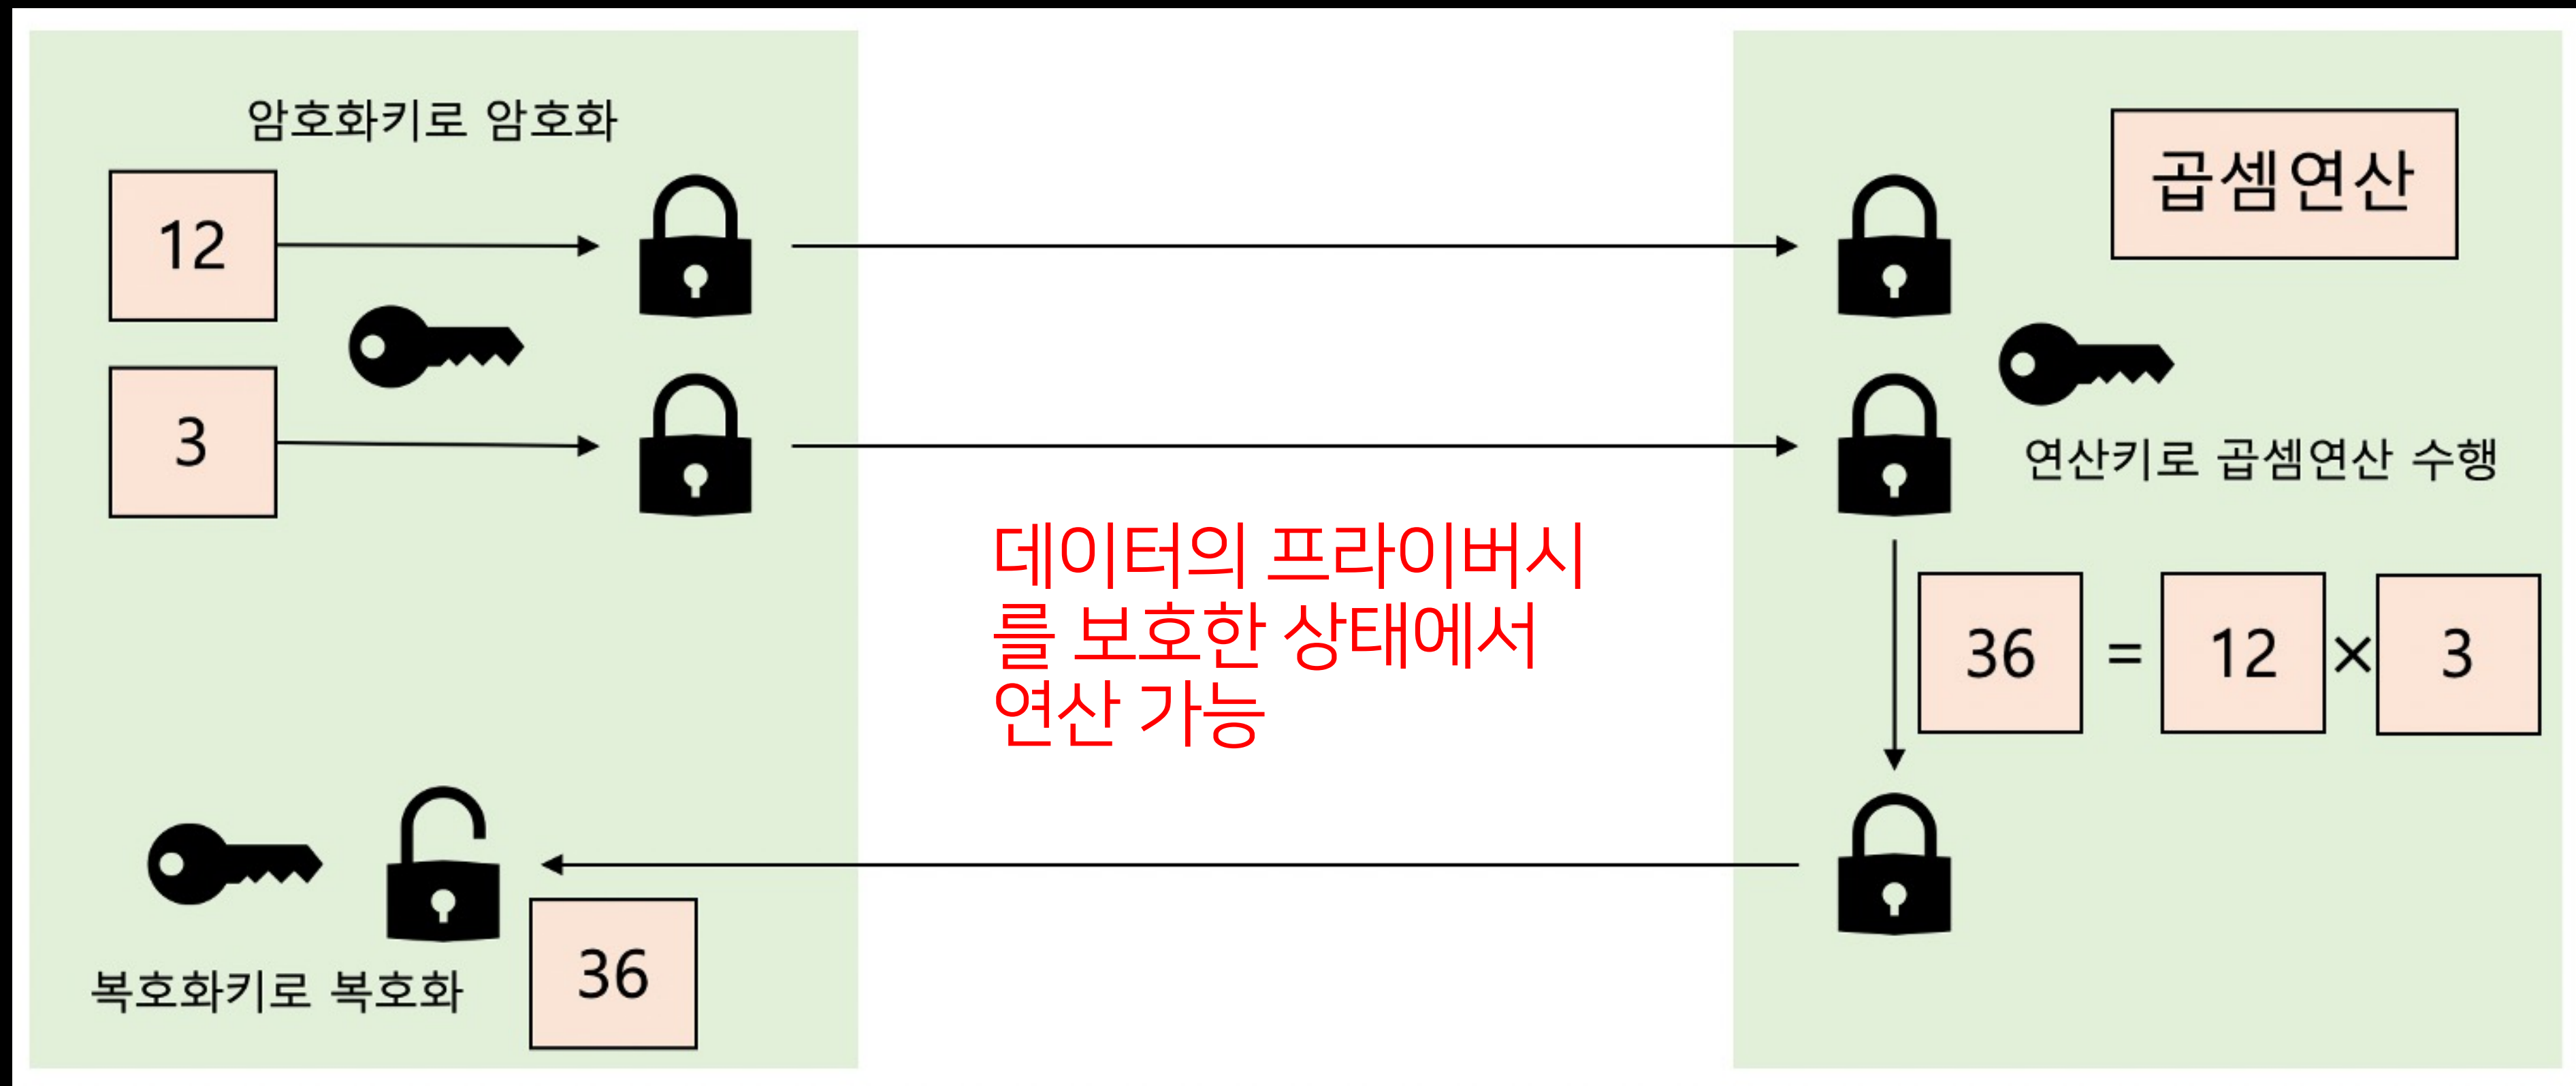 암호화키로 암호화
12
3
곱셈연산
연산키로 곱셈연산 수행
데이터의 프라이버시
를 보호한 상태에서
연산 가능
36 = 12 × 3
복호화키로 복호화
36